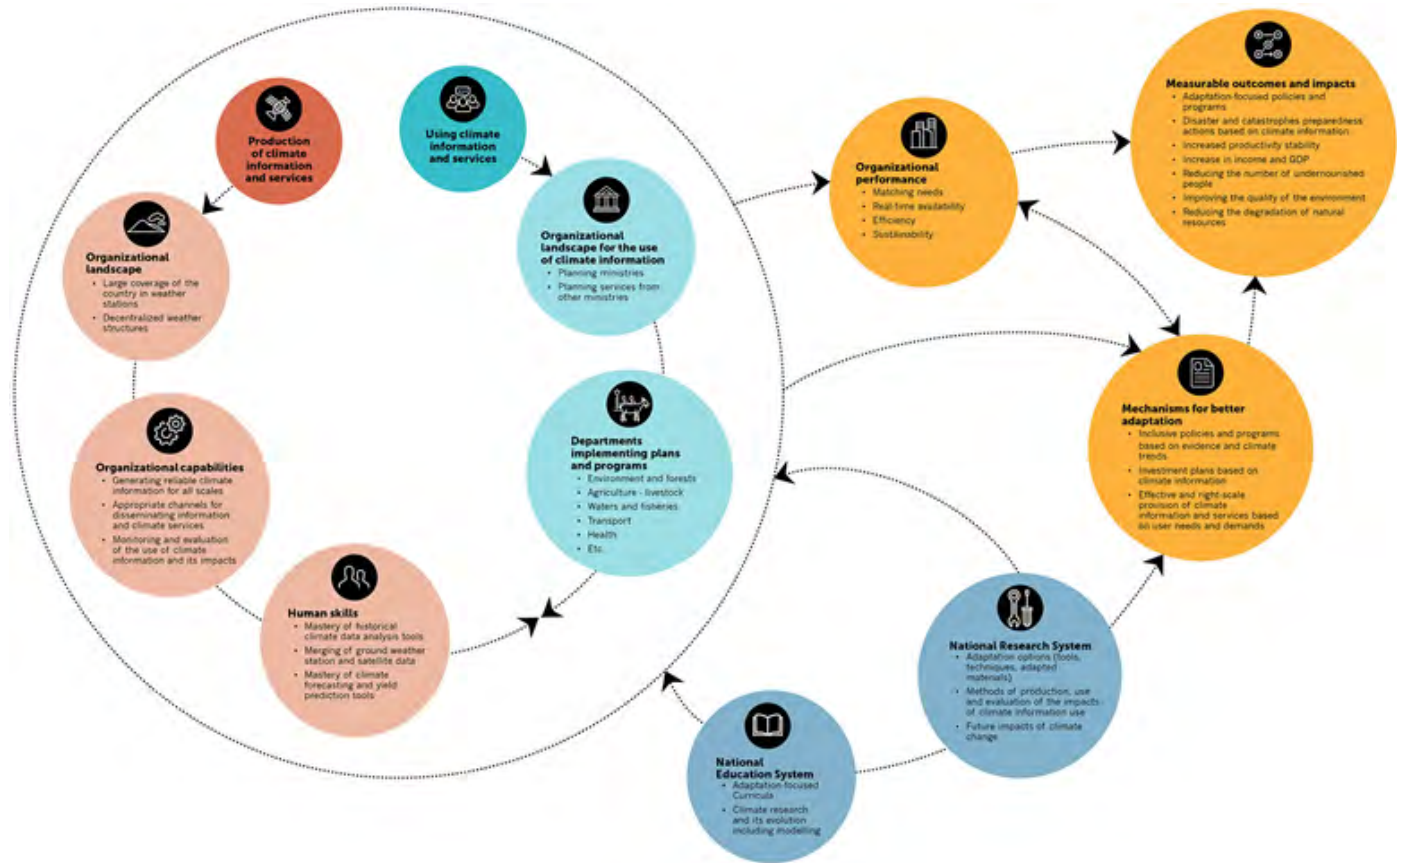 Production
of climate
information
and services
Using climate
information
and services
Organizational
landscape
• Large coverage of the
country in weather
stations
• Decentralized weather
structures
Organizational
landscape for the use
of climate information
• Planning ministries
• Planning services from
other ministries
Organizational capabilities
• Generating reliable climate
information for all scales
• Appropriate channels for
disseminating information
and climate services
• Monitoring and evaluation
of the use of climate
information and its impacts
Departments
implementing plans
and programs
• Environment and forests
• Agriculture - livestock
• Waters and fisheries
• Transport
• Health
• Etc.
Human skills
• Mastery of historical
climate data analysis tools
• Merging of ground weather
station and satellite data
• Mastery of climate
forecasting and yield
prediction tools
Organizational
performance
• Matching needs
• Real-time availability
• Efficiency
• Sustainability
Measurable outcomes and impacts
• Adaptation-focused policies and
programs
• Disaster and catastrophes preparedness
actions based on climate information
• Increased productivity stability
• Increase in income and GDP
• Reducing the number of undernourished
people
• Improving the quality of the environment
• Reducing the degradation of natural
resources
Mechanisms for better
adaptation
• Inclusive policies and programs
based on evidence and climate
trends
• Investment plans based on
climate information
• Effective and right-scale
provision of climate
information and services based
on user needs and demands
National Research System
• Adaptation options (tools,
techniques, adapted
materials)
• Methods of production, use
and evaluation of the impacts
of climate information use
• Future impacts of climate
change
National
Education System
• Adaptation focused
Curricula
• Climate research
and its evolution
including modelling